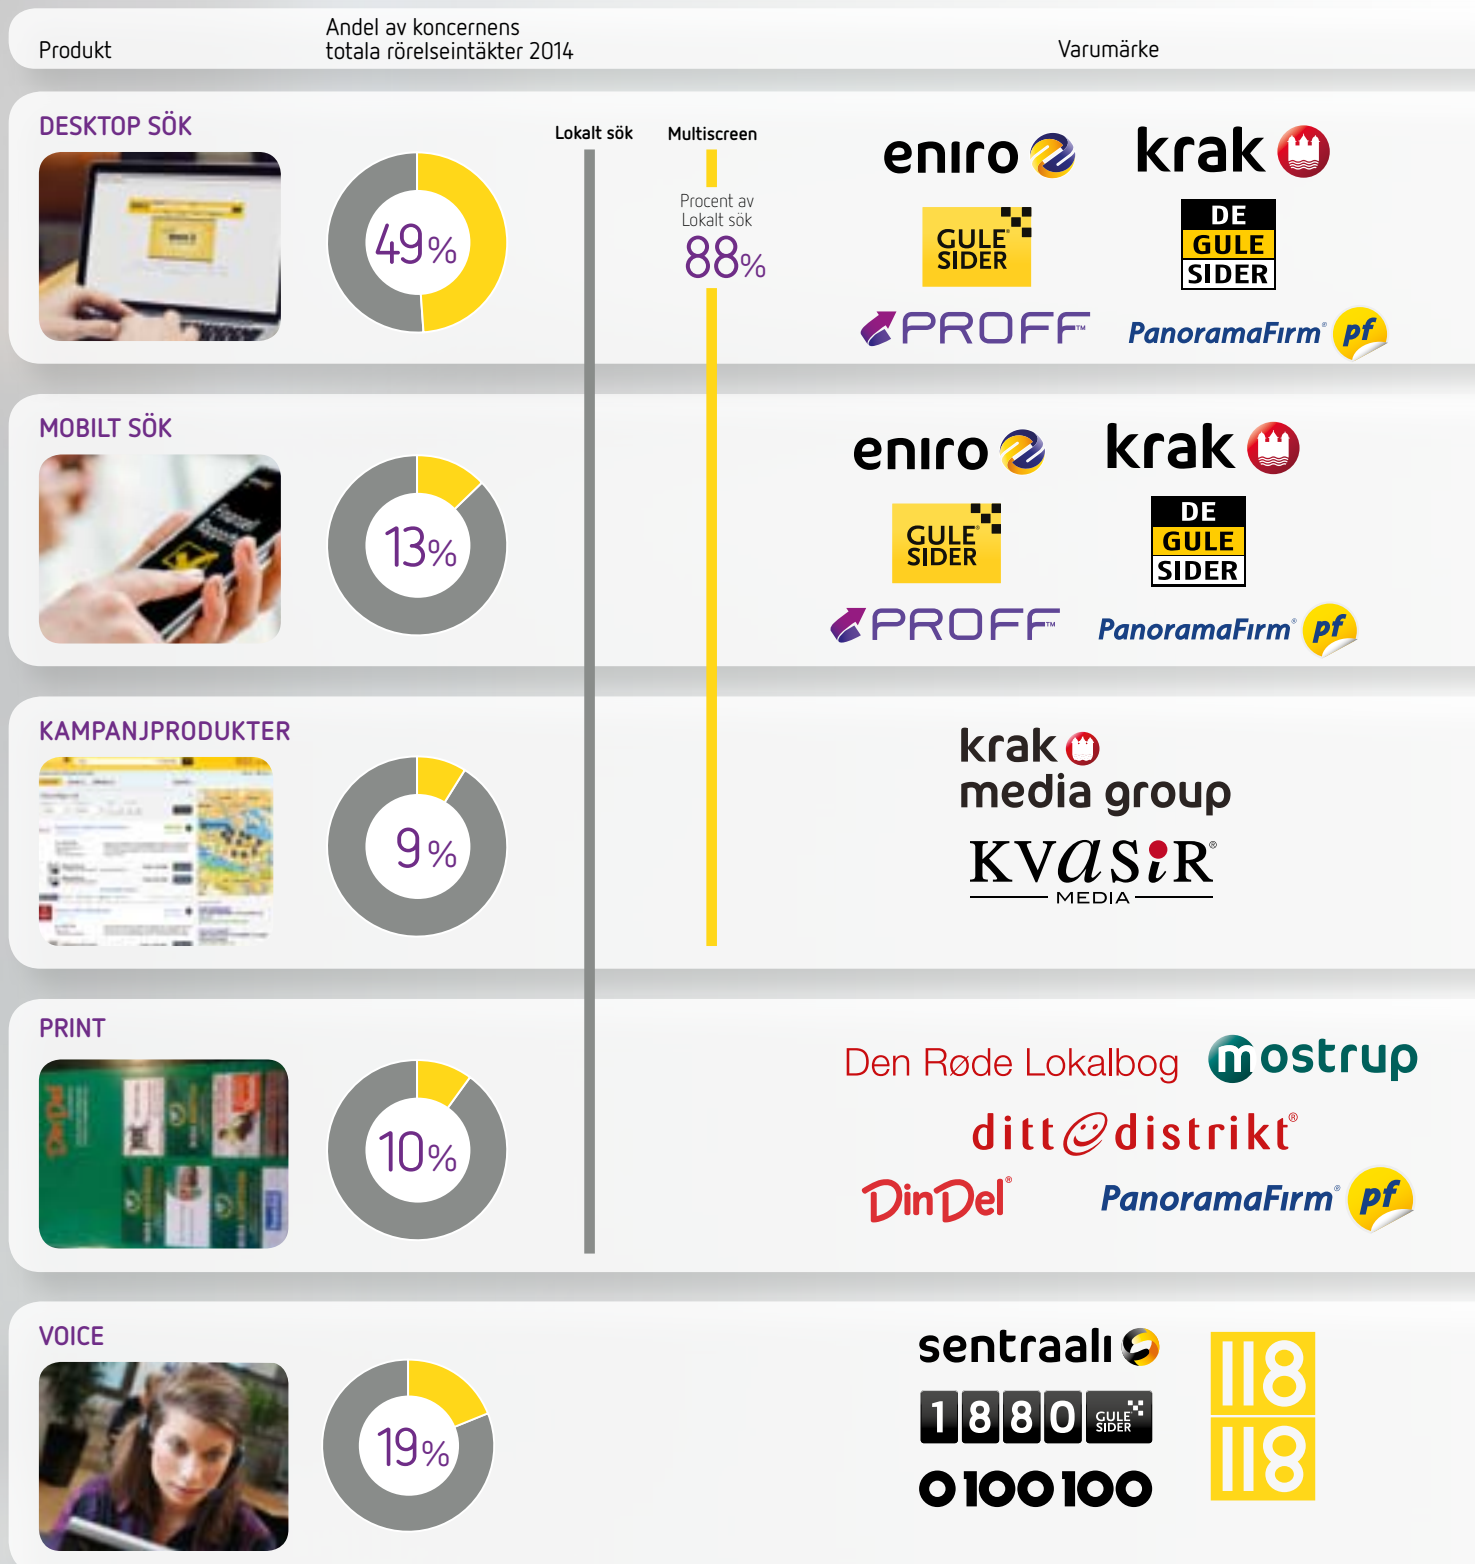 Produkt
Andel av koncernens
totala rörelseintäkter 2014
Varumärke
DESKTOP SÖK
49%
Lokalt sök
Multiscreen
Procent av
Lokalt sök
88%
eniro
krak
GULE
SIDER
DE
GULE
SIDER
PROFF™
PanoramaFirm® pf
MOBILT SÖK
13%
eniro
krak
GULE
SIDER
DE
GULE
SIDER
PROFF™
PanoramaFirm® pf
KAMPANJPRODUKTER
9%
krak
media group
KVASIR®
MEDIA
PRINT
10%
Den Røde Lokalbog
mostrup
ditt distrikt®
DinDel®
PanoramaFirm® pf
VOICE
19%
sentraali
1880 GULE SIDER
0100100
118
118